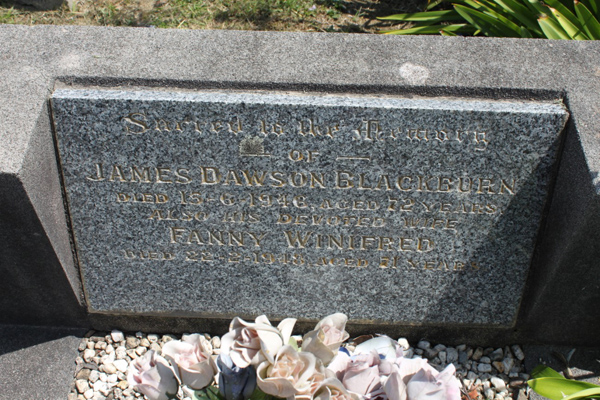 Sacred to the Memory
OF
JAMES DAWSON BLACKBURN
DIED 15-6-1946, AGED 72 YEARS
ALSO HIS DEVOTED WIFE
FANNY WINIFRED
DIED 22-2-1948, AGED YEARS